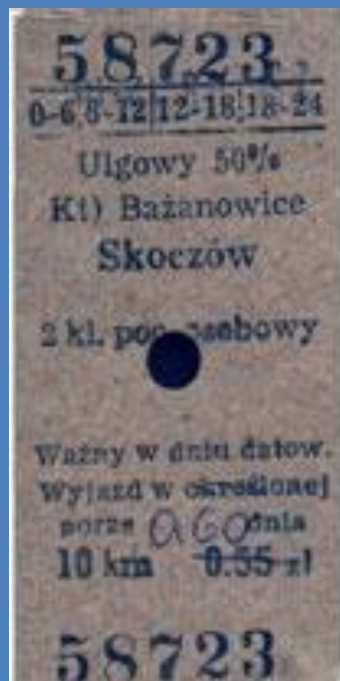 58723
0-6 6-12 12-18 18-24
Ulgowy 50%
Kt) Bażanowice
Skoczów
2 kl. poc. osobowy
Ważny w dniu datow.
Wyjazd w określonej
porze 0.60 dnia
10 km 0.55 zł
58723